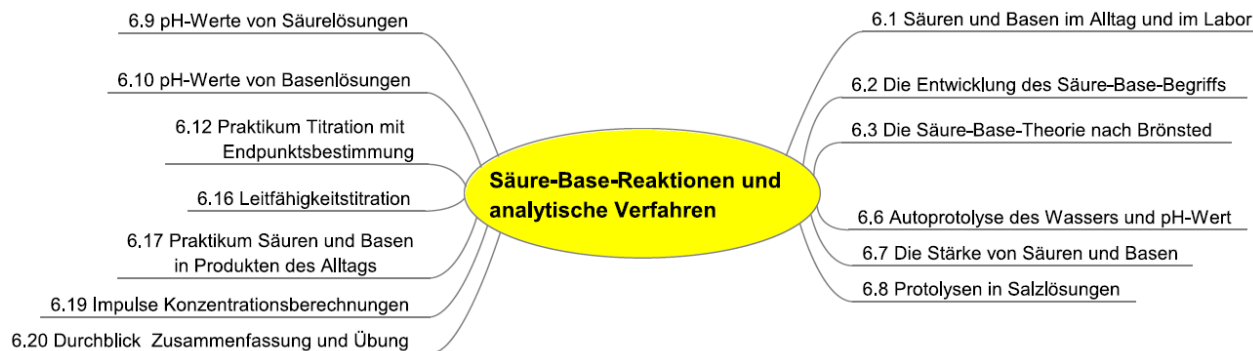 6.9 pH-Werte von Säurelösungen
6.10 pH-Werte von Basenlösungen
6.12 Praktikum Titration mit
Endpunktsbestimmung
6.16 Leitfähigkeitstitration
6.17 Praktikum Säuren und Basen
in Produkten des Alltags
6.19 Impulse Konzentrationsberechnungen
6.20 Durchblick Zusammenfassung und Übung
Säure-Base-Reaktionen und
analytische Verfahren
6.1 Säuren und Basen im Alltag und im Labor
6.2 Die Entwicklung des Säure-Base-Begriffs
6.3 Die Säure-Base-Theorie nach Brönsted
6.6 Autoprotolyse des Wassers und pH-Wert
6.7 Die Stärke von Säuren und Basen
6.8 Protolysen in Salzlösungen